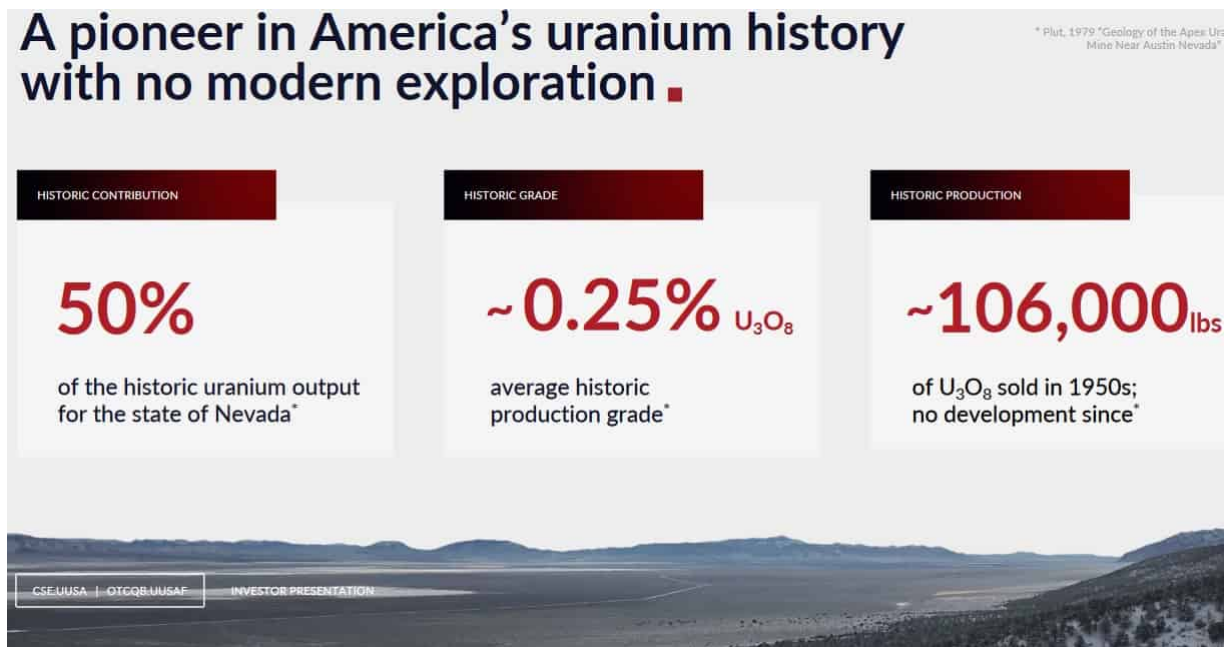 A pioneer in America’s uranium history
with no modern exploration
* Plut, 1979 "Geology of the Apex
Mine Near Austin Nevada"
HISTORIC CONTRIBUTION
50%
of the historic uranium output
for the state of Nevada*
HISTORIC GRADE
~0.25% U₃O₈
average historic
production grade*
HISTORIC PRODUCTION
~106,000lbs
of U₃O₈ sold in 1950s;
no development since*
CSE:UUSA | OTCQB:UUSAF
INVESTOR PRESENTATION